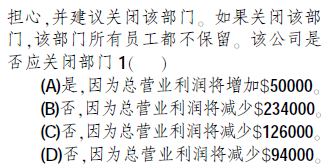 担心,并建议关闭该部门。如果关闭该部
门,该部门所有员工都不保留。该公司是
否应关闭部门1(  )
(A)是,因为总营业利润将增加$50000。
(B)否,因为总营业利润将减少$234000。
(C)否,因为总营业利润将减少$126000。
(D)否,因为总营业利润将减少$94000。